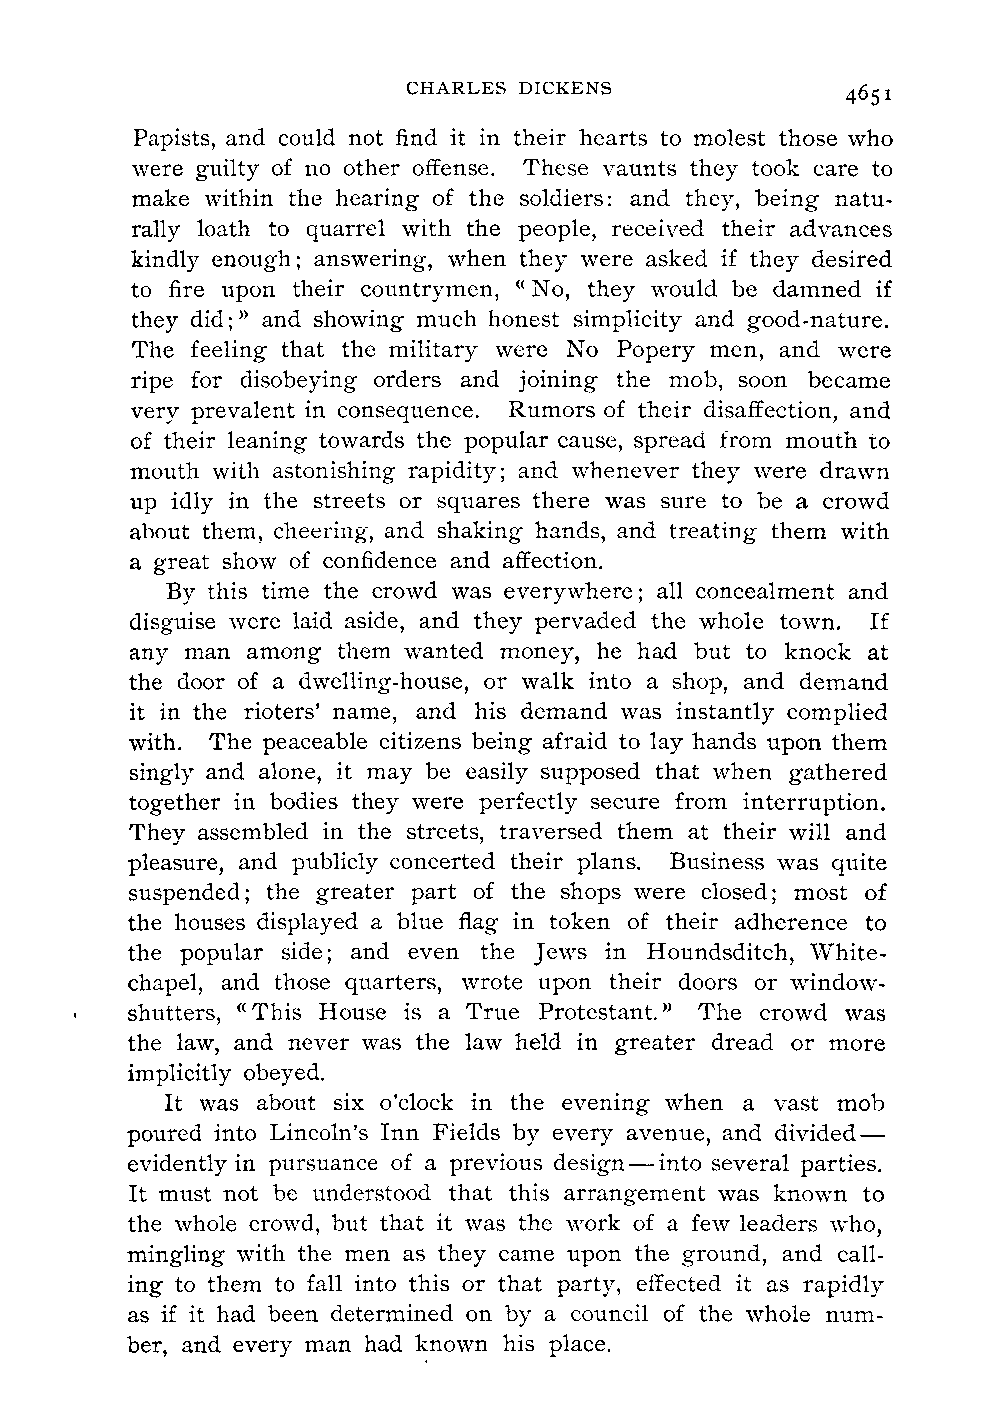 CHARLES DICKENS 4651
Papists, and could not find it in their hearts to molest those who
were guilty of no other offense. These vaunts they took care to
make within the hearing of the soldiers: and they, being natu-
rally loath to quarrel with the people, received their advances
kindly enough; answering, when they were asked if they desired
to fire upon their countrymen, “No, they would be damned if
they did;” and showing much honest simplicity and good-nature.
The feeling that the military were No Popery men, and were
ripe for disobeying orders and joining the mob, soon became
very prevalent in consequence. Rumors of their disaffection, and
of their leaning towards the popular cause, spread from mouth to
mouth with astonishing rapidity; and whenever they were drawn
up idly in the streets or squares there was sure to be a crowd
about them, cheering, and shaking hands, and treating them with
a great show of confidence and affection.
By this time the crowd was everywhere; all concealment and
disguise were laid aside, and they pervaded the whole town. If
any man among them wanted money, he had but to knock at
the door of a dwelling-house, or walk into a shop, and demand
it in the rioters’ name, and his demand was instantly complied
with. The peaceable citizens being afraid to lay hands upon them
singly and alone, it may be easily supposed that when gathered
together in bodies they were perfectly secure from interruption.
They assembled in the streets, traversed them at their will and
pleasure, and publicly concerted their plans. Business was quite
suspended; the greater part of the shops were closed; most of
the houses displayed a blue flag in token of their adherence to
the popular side; and even the Jews in Houndsditch, White-
chapel, and those quarters, wrote upon their doors or window-
shutters, “This House is a True Protestant.” The crowd was
the law, and never was the law held in greater dread or more
implicitly obeyed.
It was about six o’clock in the evening when a vast mob
poured into Lincoln’s Inn Fields by every avenue, and divided—
evidently in pursuance of a previous design—into several parties.
It must not be understood that this arrangement was known to
the whole crowd, but that it was the work of a few leaders who,
mingling with the men as they came upon the ground, and call-
ing to them to fall into this or that party, effected it as rapidly
as if it had been determined on by a council of the whole num-
ber, and every man had known his place.